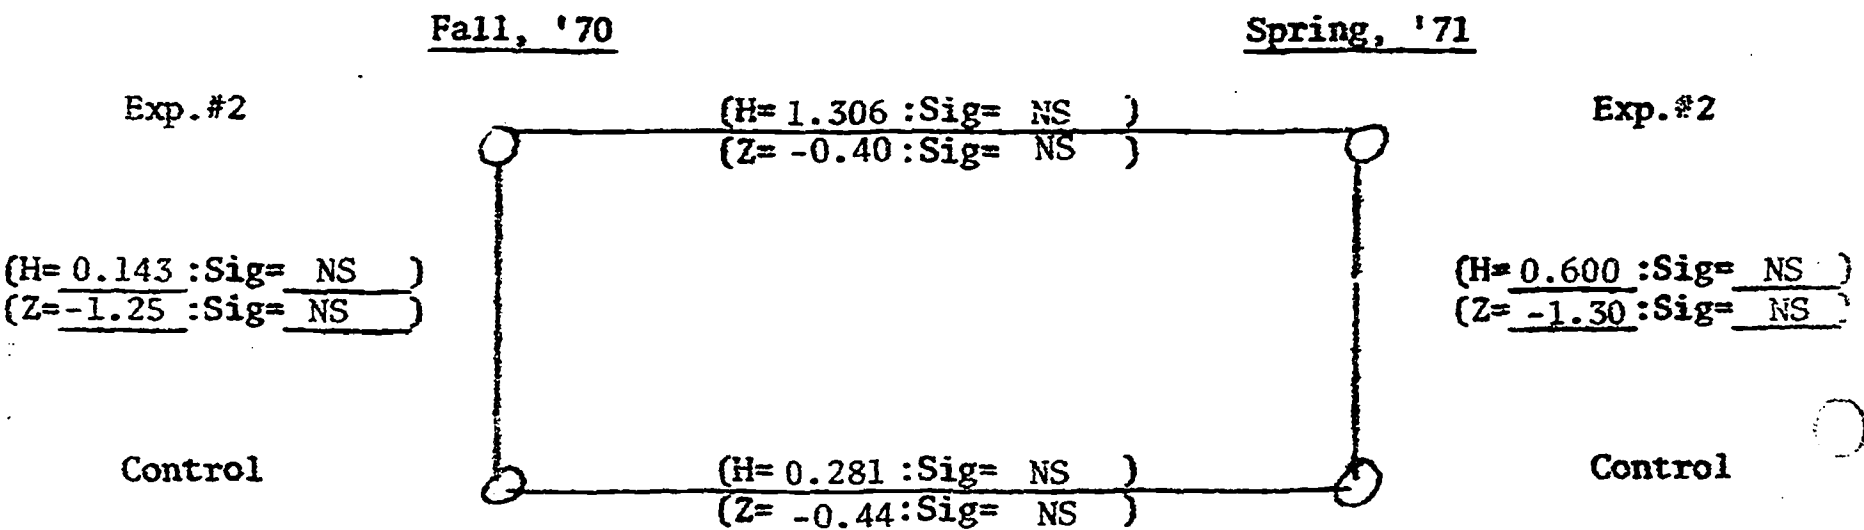 Fall, '70 Spring, '71
Exp.#2 (H= 1.306 :Sig= NS ) Exp.#2
(Z= -0.40 :Sig= NS )
(H= 0.143 :Sig= NS ) (H= 0.600 :Sig= NS )
(Z= -1.25 :Sig= NS ) (Z= -1.30 :Sig= NS )
Control (H= 0.281 :Sig= NS ) Control
(Z= -0.44 :Sig= NS )